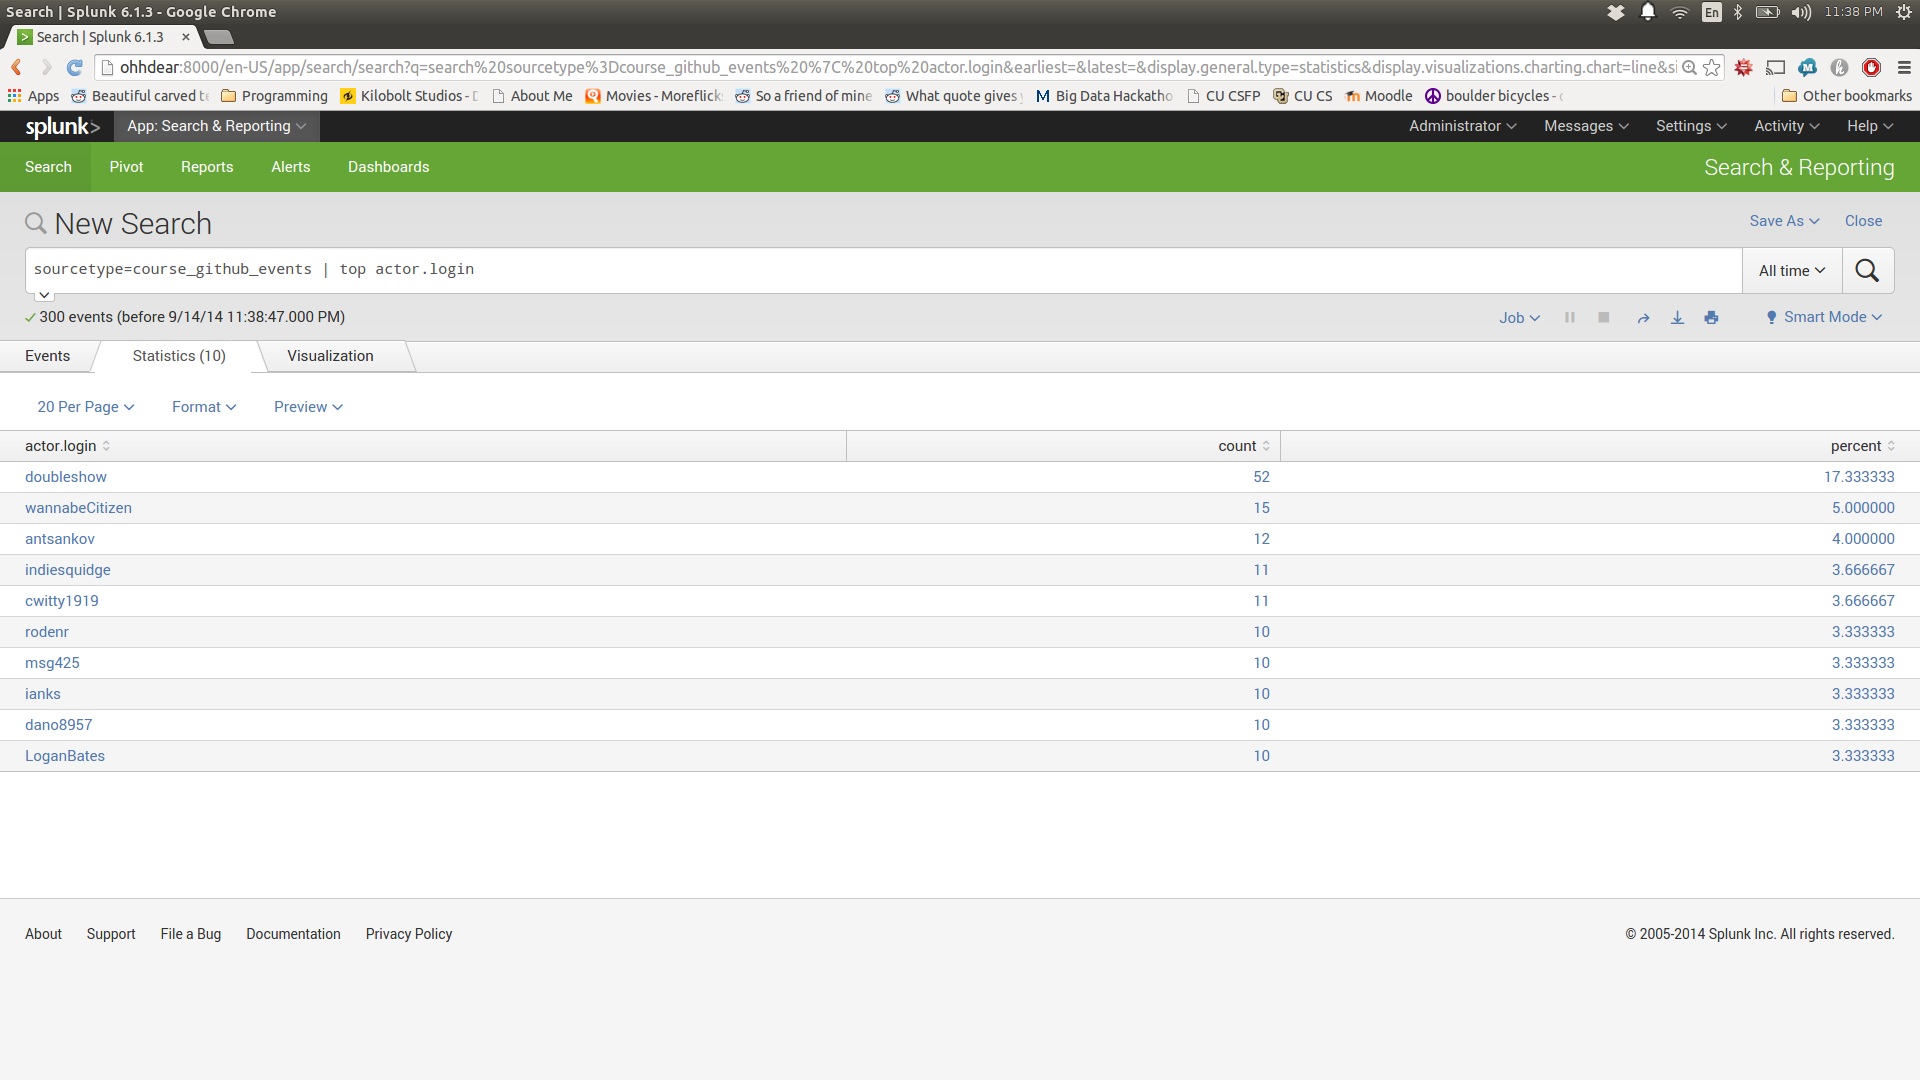 Search | Splunk 6.1.3 - Google Chrome
En
11:38 PM
Search | Splunk 6.1.3
ohhdear:8000/en-US/app/search/search?q=search%20sourcetype%3Dcourse_github_events%20%7C%20top%20actor.login&earliest=&latest=&display.general.type=statistics&display.visualizations.charting.chart=line&si
Apps Beautiful carved Programming Kilobolt Studios - About Me Movies - Moreflick So a friend of mine What quote gives Big Data Hackatho CU CSFP CU CS Moodle boulder bicycles - Other bookmarks
splunk> App: Search & Reporting Administrator Messages Settings Activity Help
Search Pivot Reports Alerts Dashboards Search & Reporting
New Search Save As Close
sourcetype=course_github_events | top actor.login All time
300 events (before 9/14/14 11:38:47.000 PM) Job Smart Mode
Events Statistics (10) Visualization
20 Per Page Format Preview
actor.login count percent
doubleshow 52 17.333333
wannabeCitizen 15 5.000000
antsankov 12 4.000000
indiesquidge 11 3.666667
cwitty1919 11 3.666667
rodenr 10 3.333333
msg425 10 3.333333
ianks 10 3.333333
dano8957 10 3.333333
LoganBates 10 3.333333
About Support File a Bug Documentation Privacy Policy © 2005-2014 Splunk Inc. All rights reserved.